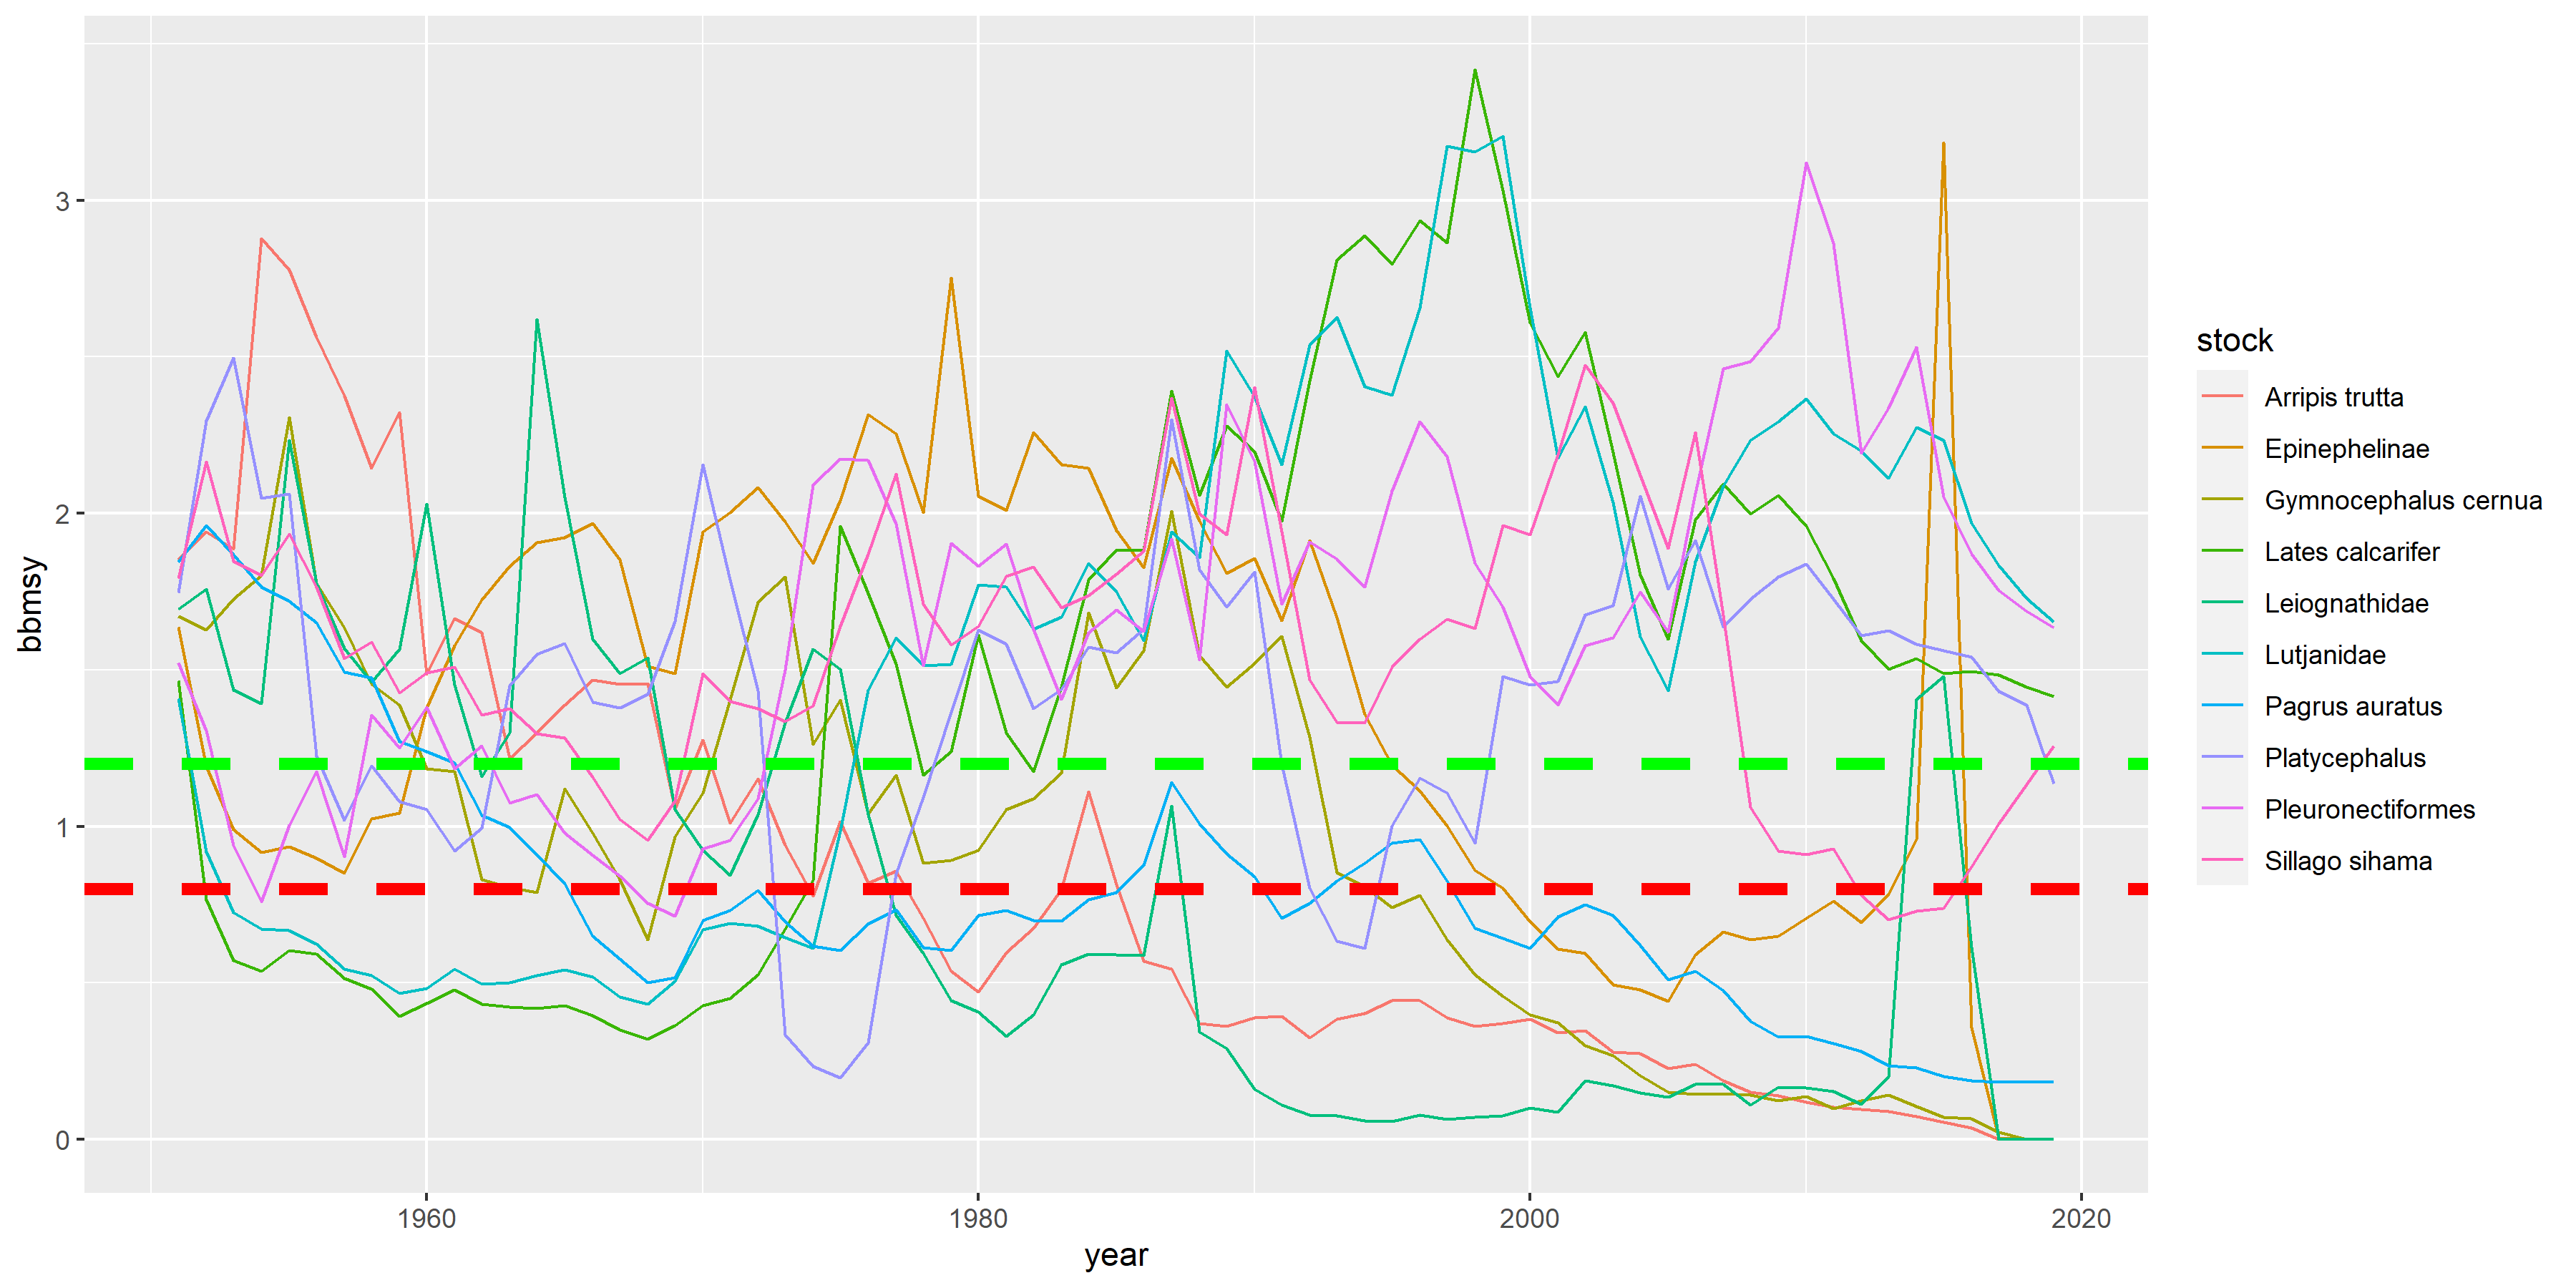 3
2
1
0
bbmsy
1960
1980
2000
2020
year
stock
Arripis trutta
Epinephelinae
Gymnocephalus cernua
Lates calcarifer
Leiognathidae
Lutjanidae
Pagrus auratus
Platycephalus
Pleuronectiformes
Sillago sihama